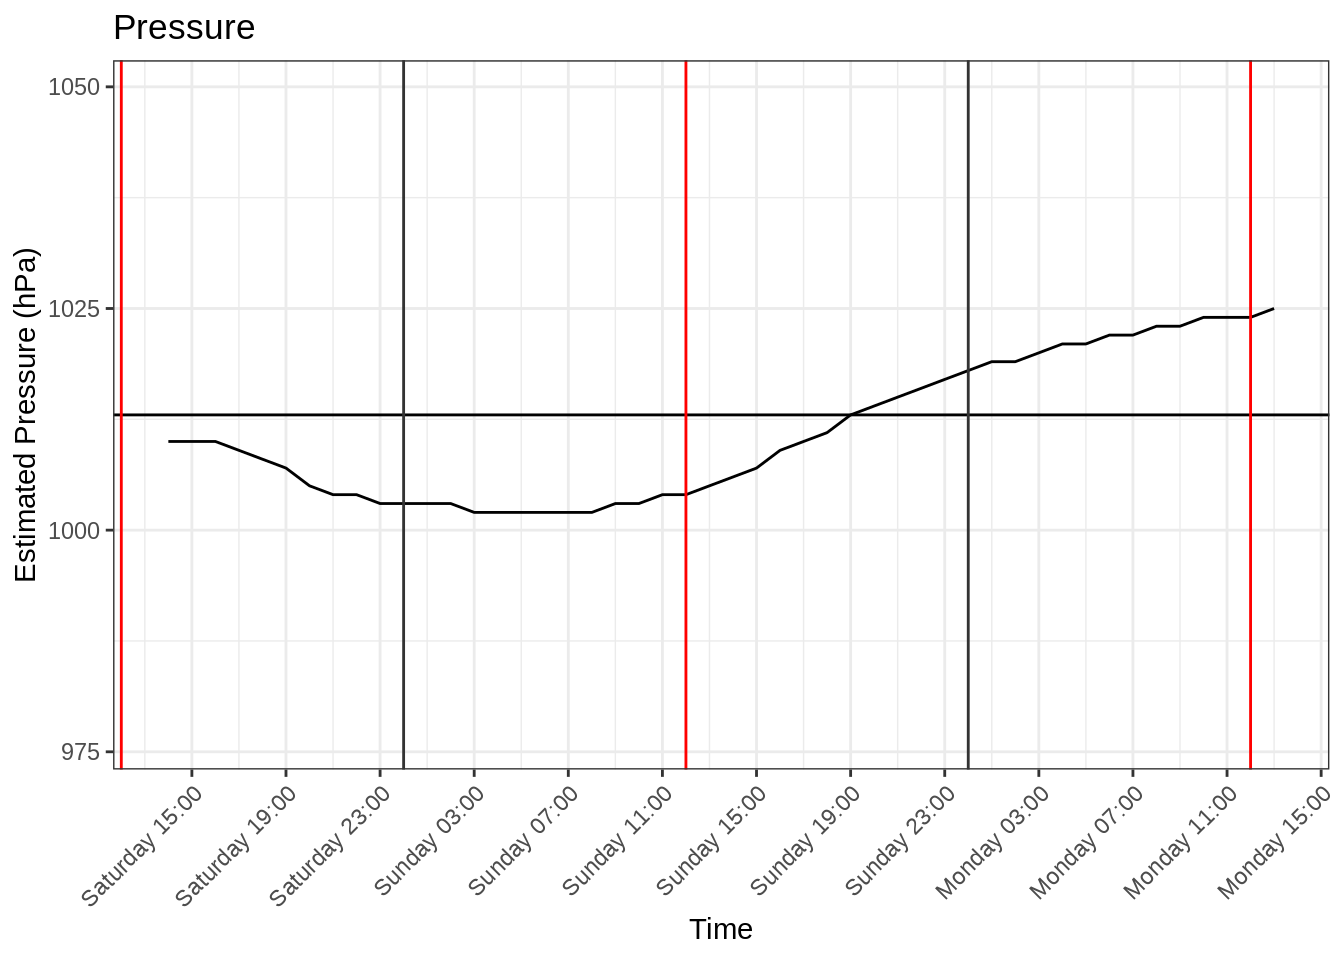 Pressure
Estimated Pressure (hPa)
1050
1025
1000
975
Saturday 15:00
Saturday 19:00
Saturday 23:00
Sunday 03:00
Sunday 07:00
Sunday 11:00
Sunday 15:00
Sunday 19:00
Sunday 23:00
Monday 03:00
Monday 07:00
Monday 11:00
Monday 15:00
Time